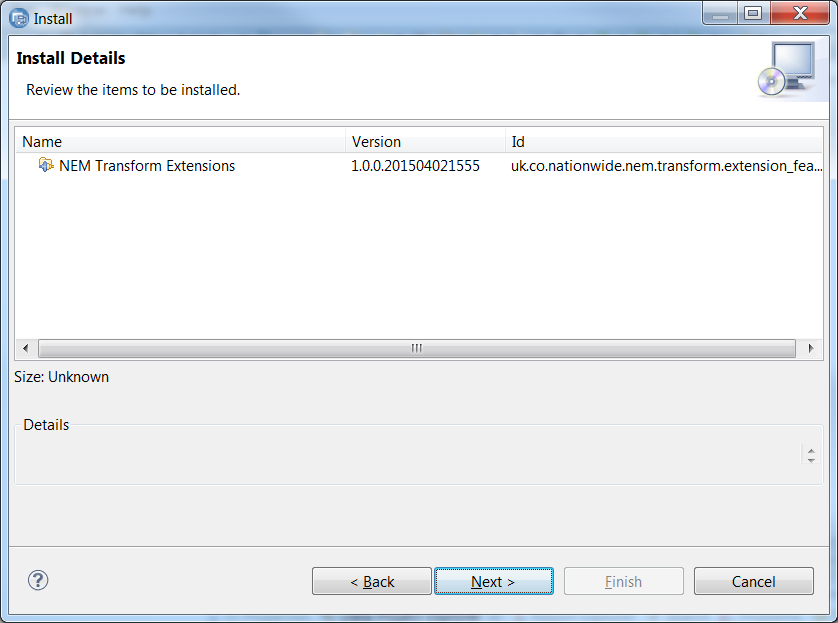 Install
Install Details
Review the items to be installed.
Name Version Id
NEM Transform Extensions 1.0.0.201504021555 uk.co.nationwide.nem.transform.extension_fea...
Size: Unknown
Details
?
< Back Next > Finish Cancel